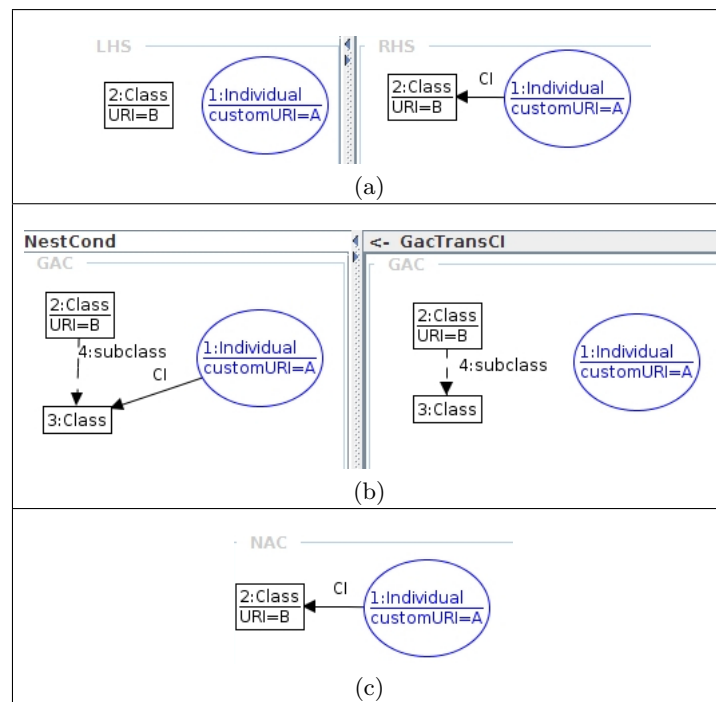 LHS
RHS
2:Class
URI=B
1:Individual
customURI=A
2:Class
URI=B
CI
1:Individual
customURI=A
(a)
NestCond
<- GacTransCI
GAC
GAC
2:Class
URI=B
4:subclass
CI
1:Individual
customURI=A
3:Class
2:Class
URI=B
4:subclass
1:Individual
customURI=A
3:Class
(b)
NAC
2:Class
URI=B
CI
1:Individual
customURI=A
(c)